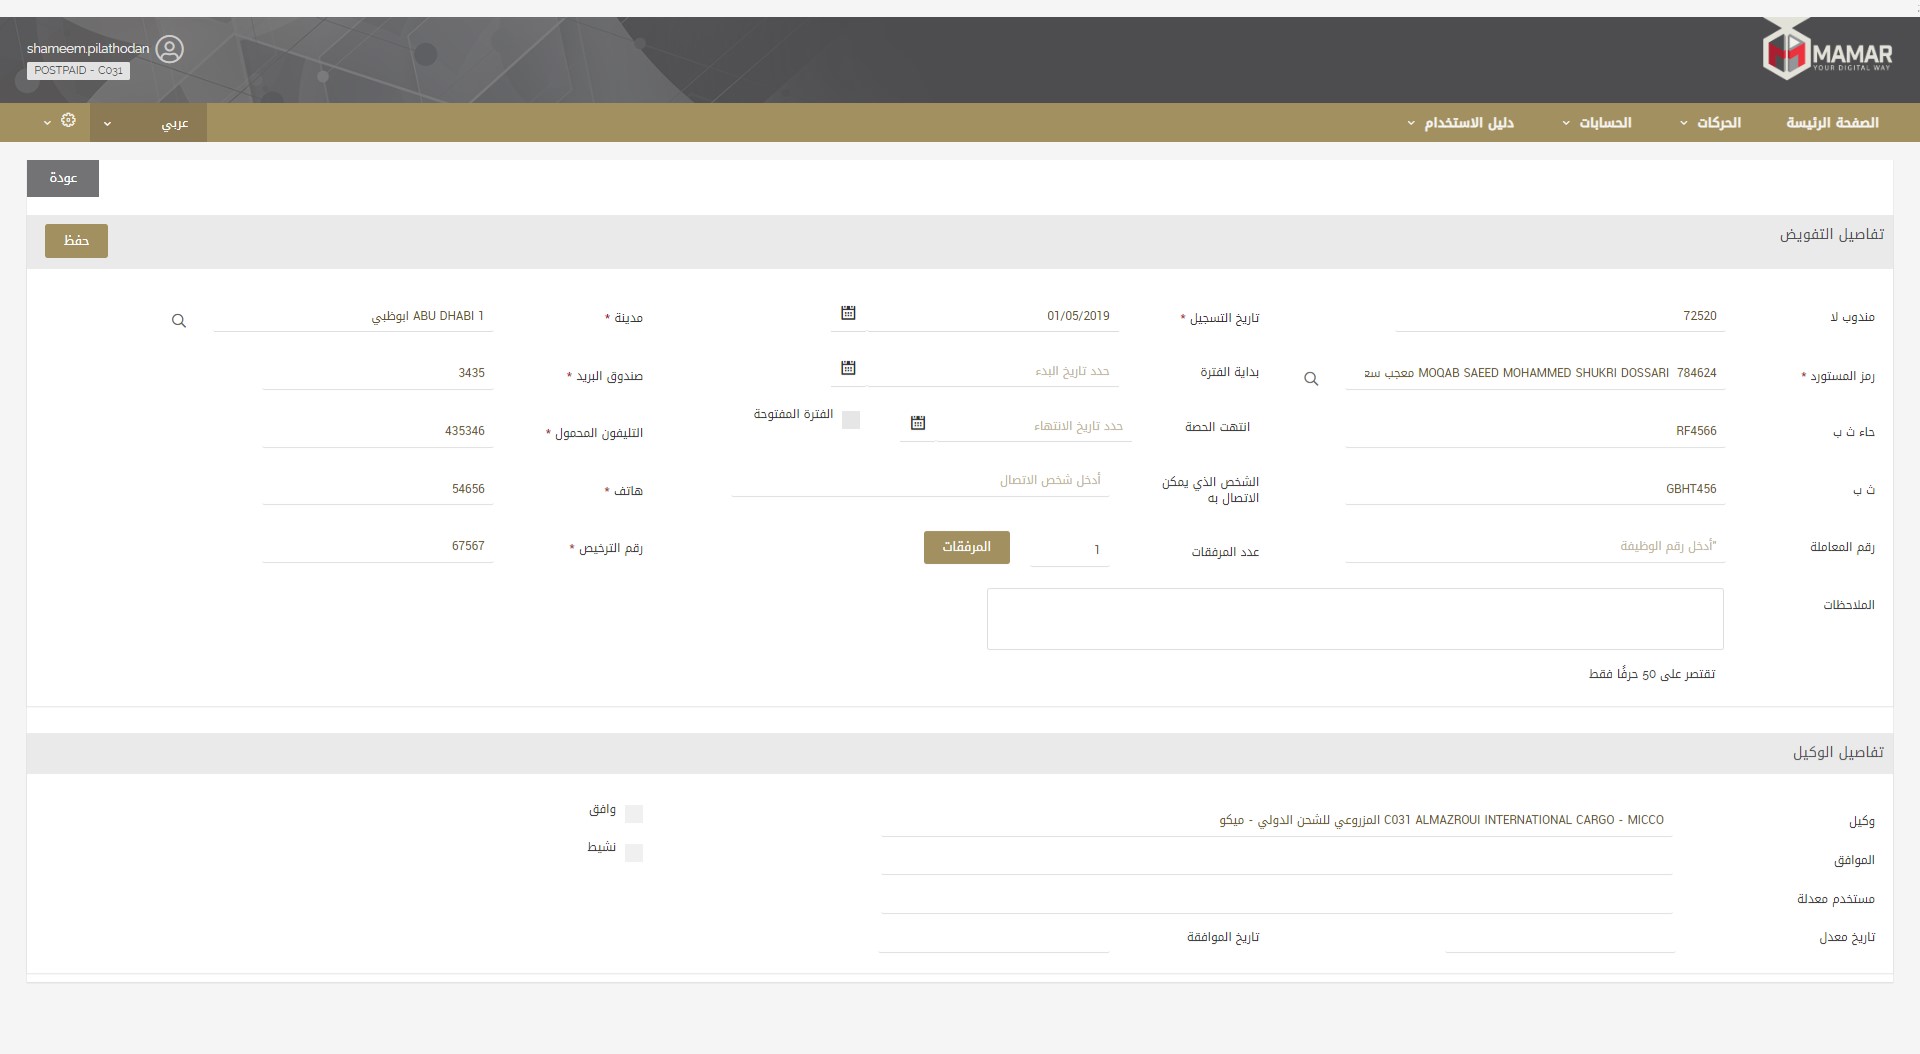 shameem.pilathodan
POSTPAID - C031
MAMAR
YOUR DIGITAL WAY
الصفحة الرئيسة
الحركات
الحسابات
دليل الاستخدام
عربي
عودة
تفاصيل التفويض
حفظ
مندوب لا
72520
تاريخ التسجيل *
01/05/2019
مدينة *
1 ABU DHABI ابوظبي
رمز المستورد *
784624 MOQAB SAEED MOHAMMED SHUKRI DOSSARI معجب سع
بداية الفترة
حدد تاريخ البدء
صندوق البريد *
3435
حاء ث ب
RF4566
انتهت الحصة
حدد تاريخ الانتهاء
الفترة المفتوحة
التليفون المحمول *
435346
ث ب
GBHT456
الشخص الذي يمكن
الاتصال به
أدخل شخص الاتصال
هاتف *
54656
رقم المعاملة
أدخل رقم الوظيفة"
عدد المرفقات
1
المرفقات
رقم الترخيص *
67567
الملاحظات
تقتصر على 50 حرفًا فقط
تفاصيل الوكيل
وكيل
C031 ALMAZROUI INTERNATIONAL CARGO - MICCO المزروعي للشحن الدولي - ميكو
وافق
الموافق
نشيط
مستخدم معدلة
تاريخ معدل
تاريخ الموافقة